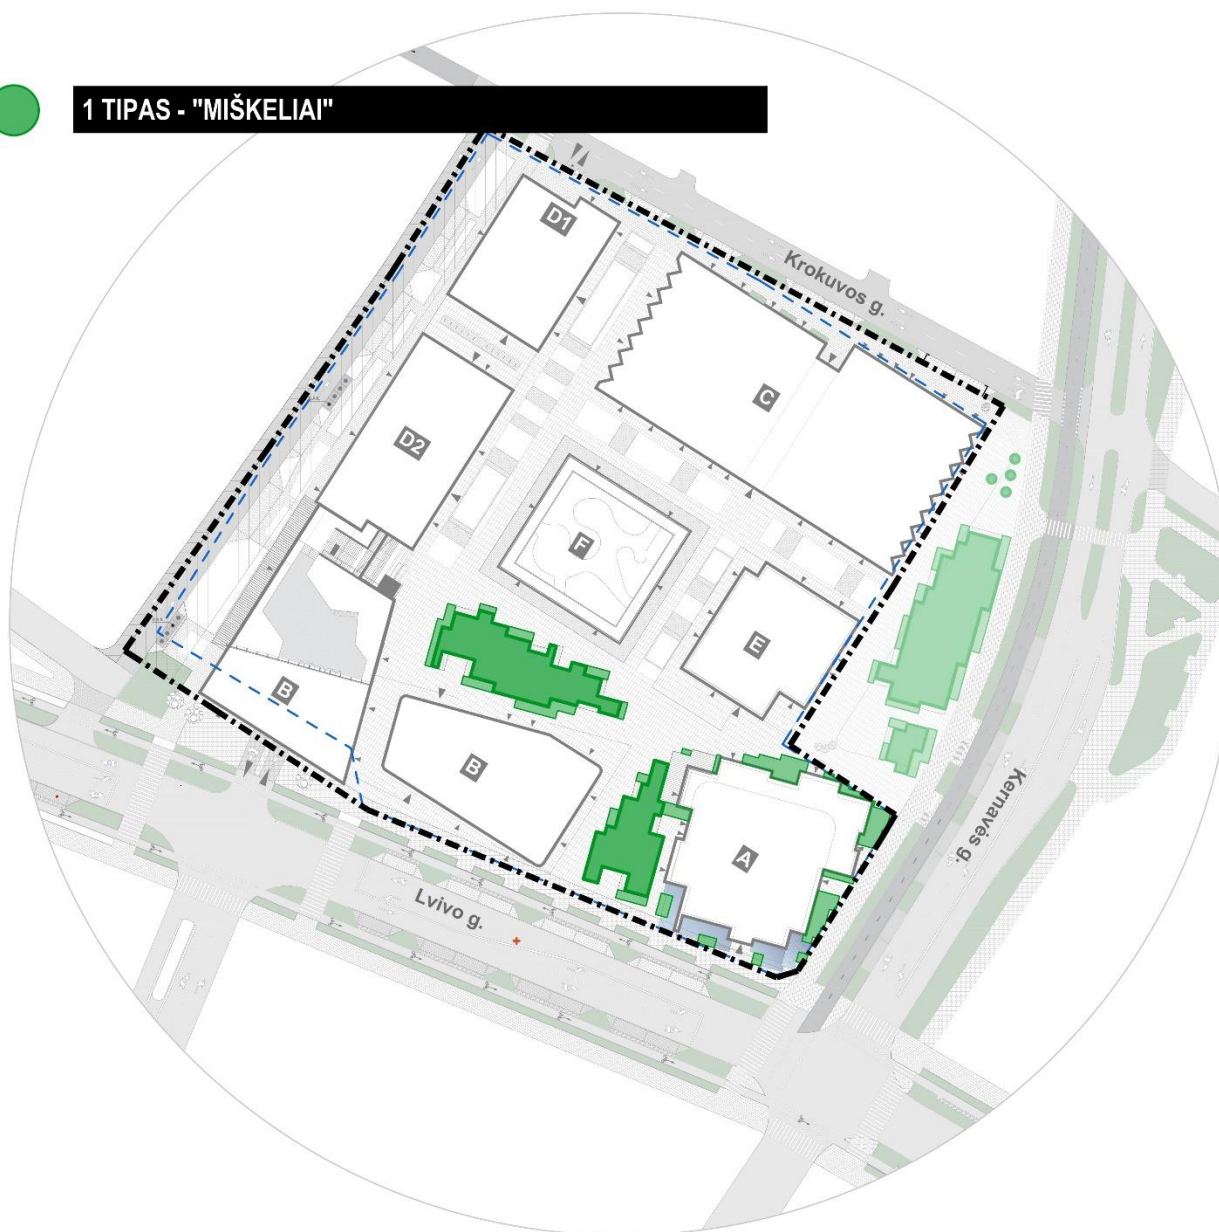 1 TIPAS - "MIŠKELIAI"
D1
Krokuvos g.
C
D2
F
E
B
B
A
Kernavės g.
Lvivo g.